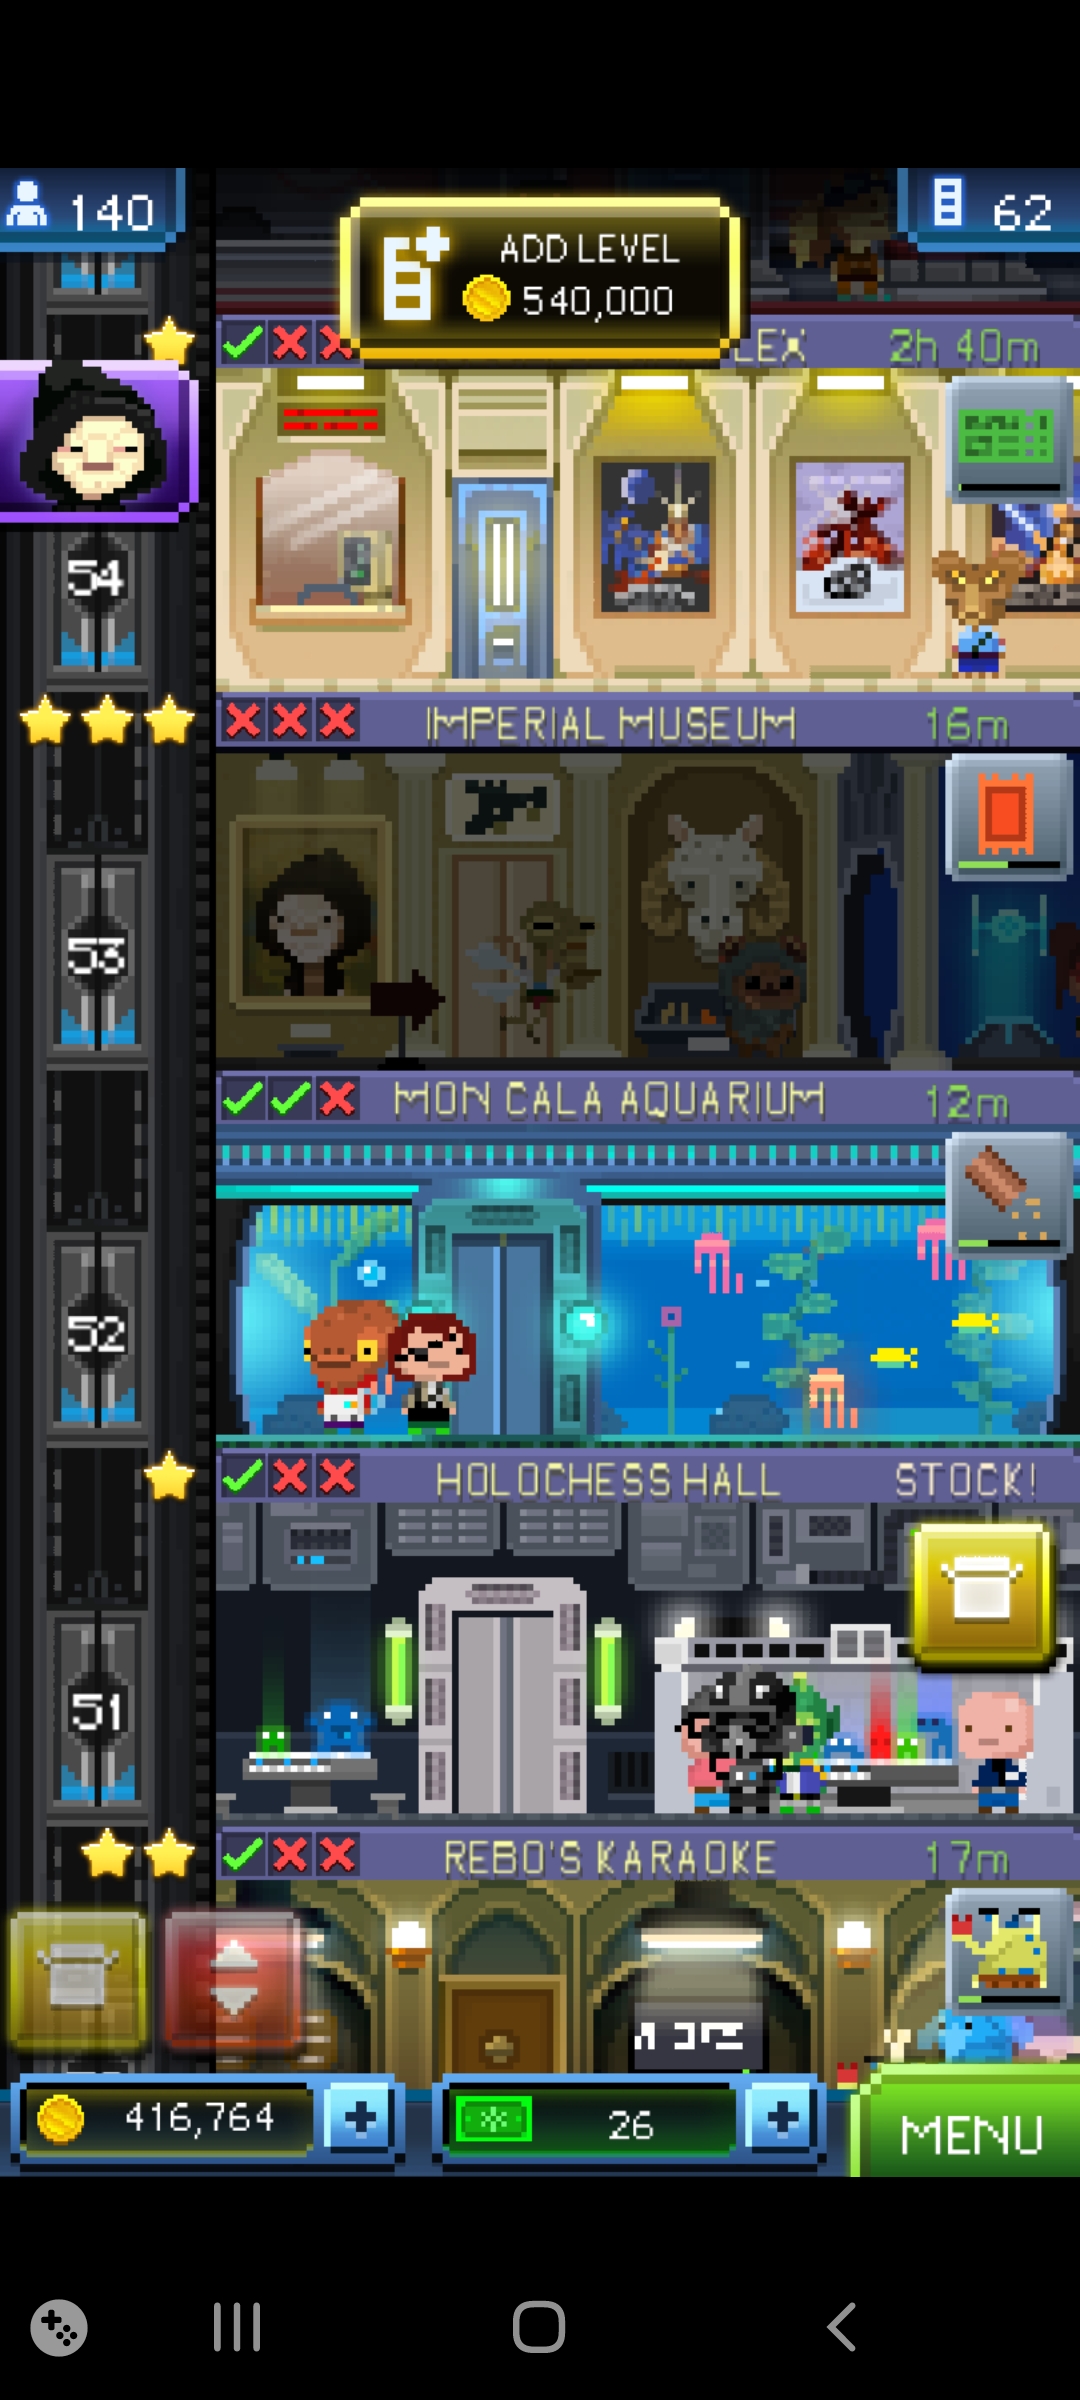 140
ADD LEVEL
540,000
62
LEX
2h 40m
54
IMPERIAL MUSEUM
16m
53
MON CALA AQUARIUM
12m
52
HOLOCHESS HALL
STOCK!
51
REBO'S KARAOKE
17m
416,764
26
MENU